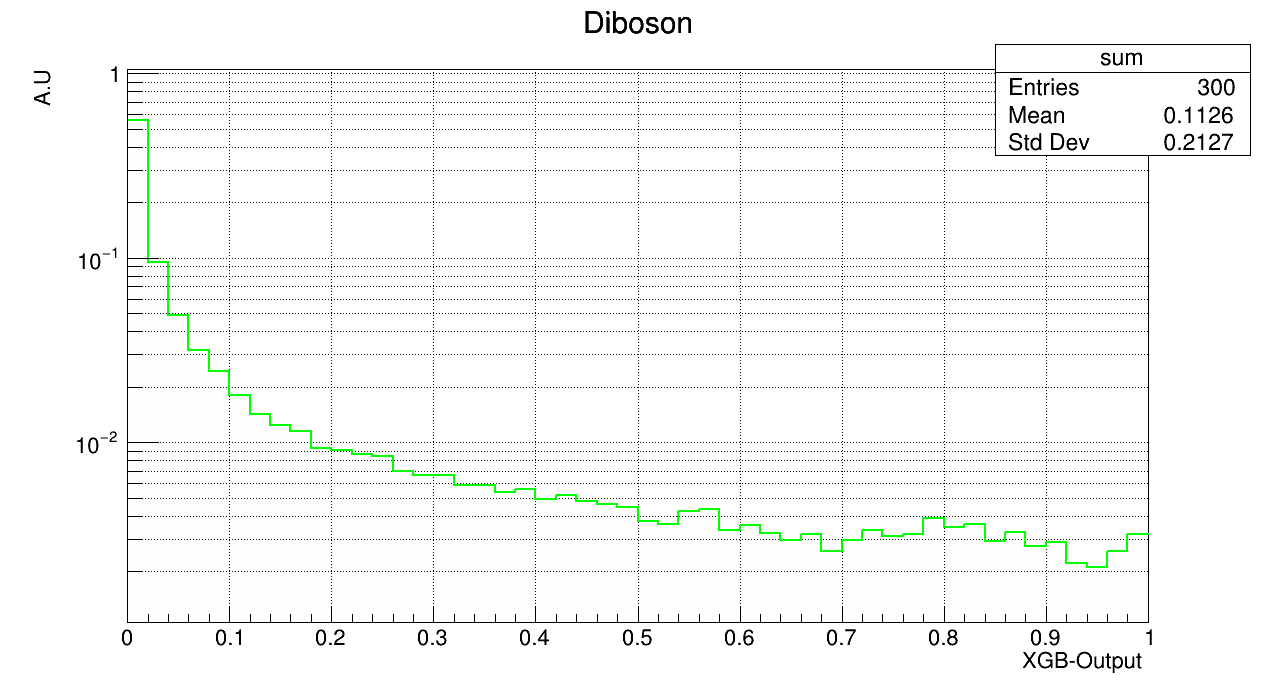 Diboson
A.U
sum
Entries 300
Mean 0.1126
Std Dev 0.2127
1
10⁻¹
10⁻²
0 0.1 0.2 0.3 0.4 0.5 0.6 0.7 0.8 0.9 1
XGB-Output